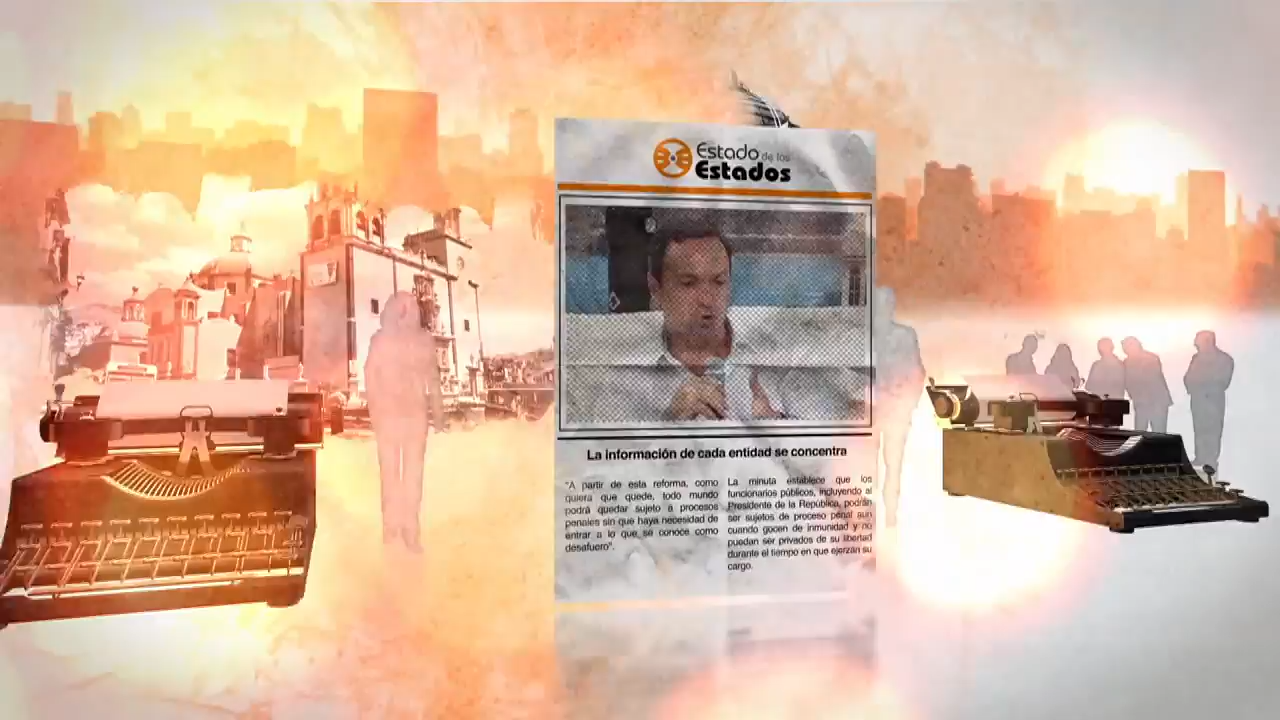 Estado de los
Estados
La información de cada entidad se concentra
"A partir de esta reforma, como
quiera que quede, todo mundo
podrá quedar sujeto a procesos
penales sin que haya necesidad de
entrar a lo que se conoce como
desafuero".
La minuta establece que los
funcionarios públicos, incluyendo al
Presidente de la República, podrán
ser sujetos de proceso penal aun
cuando gocen de inmunidad y no
puedan ser privados de su libertad
durante el tiempo en que ejerzan su
cargo.